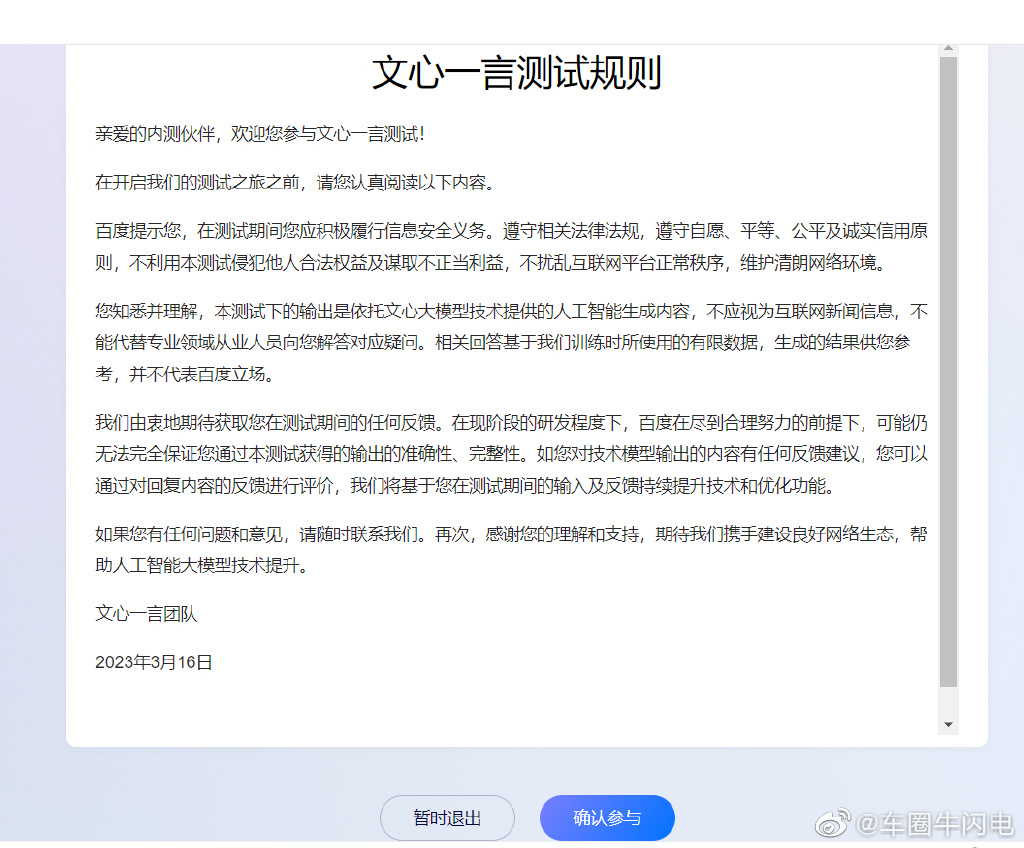 文心一言测试规则
亲爱的内测伙伴，欢迎您参与文心一言测试！
在开启我们的测试之旅之前，请您认真阅读以下内容。
百度提示您，在测试期间您应积极履行信息安全义务。遵守相关法律法规，遵守自愿、平等、公平及诚实信用原
则，不利用本测试侵犯他人合法权益及谋取不正当利益，不扰乱互联网平台正常秩序，维护清朗网络环境。
您知悉并理解，本测试下的输出是依托文心大模型技术提供的人工智能生成内容，不应视为互联网新闻信息，不
能代替专业领域从业人员向您解答对应疑问。相关回答基于我们训练时所使用的有限数据，生成的结果供您参
考，并不代表百度立场。
我们由衷地期待获取您在测试期间的任何反馈。在现阶段的研发程度下，百度在尽到合理努力的前提下，可能仍
无法完全保证您通过本测试获得的输出的准确性、完整性。如您对技术模型输出的内容有任何反馈建议，您可以
通过对回复内容的反馈进行评价，我们将基于您在测试期间的输入及反馈持续提升技术和优化功能。
如果您有任何问题和意见，请随时联系我们。再次，感谢您的理解和支持，期待我们携手建设良好网络生态，帮
助人工智能大模型技术提升。
文心一言团队
2023年3月16日
暂时退出
确认参与
@车圈牛闪电